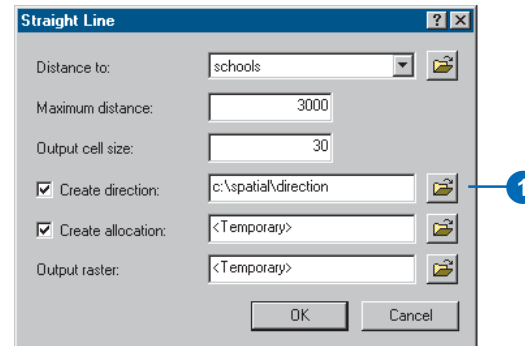 Straight Line
Distance to: schools
Maximum distance: 3000
Output cell size: 30
Create direction: c:\spatial\direction
1
Create allocation: <Temporary>
Output raster: <Temporary>
OK Cancel